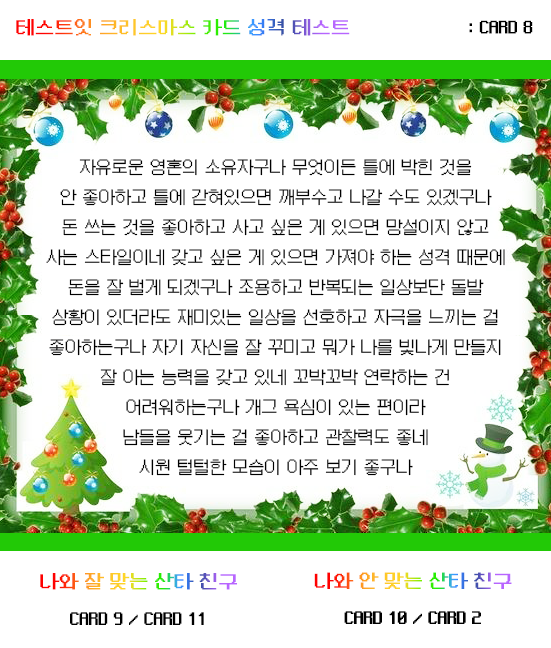 테스트잇 크리스마스 카드 성격 테스트
: CARD 8
자유로운 영혼의 소유자구나 무엇이든 틀에 박힌 것을
안 좋아하고 틀에 갇혀있으면 깨부수고 나갈 수도 있겠구나
돈 쓰는 것을 좋아하고 사고 싶은 게 있으면 망설이지 않고
사는 스타일이네 갖고 싶은 게 있으면 가져야 하는 성격 때문에
돈을 잘 벌게 되겠구나 조용하고 반복되는 일상보단 돌발
상황이 있더라도 재미있는 일상을 선호하고 자극을 느끼는 걸
좋아하는구나 자기 자신을 잘 꾸미고 뭐가 나를 빛나게 만들지
잘 아는 능력을 갖고 있네 꼬박꼬박 연락하는 건
어려워하는구나 개그 욕심이 있는 편이라
남들을 웃기는 걸 좋아하고 관찰력도 좋네
시원 털털한 모습이 아주 보기 좋구나
나와 잘 맞는 산타 친구
CARD 9 / CARD 11
나와 안 맞는 산타 친구
CARD 10 / CARD 2